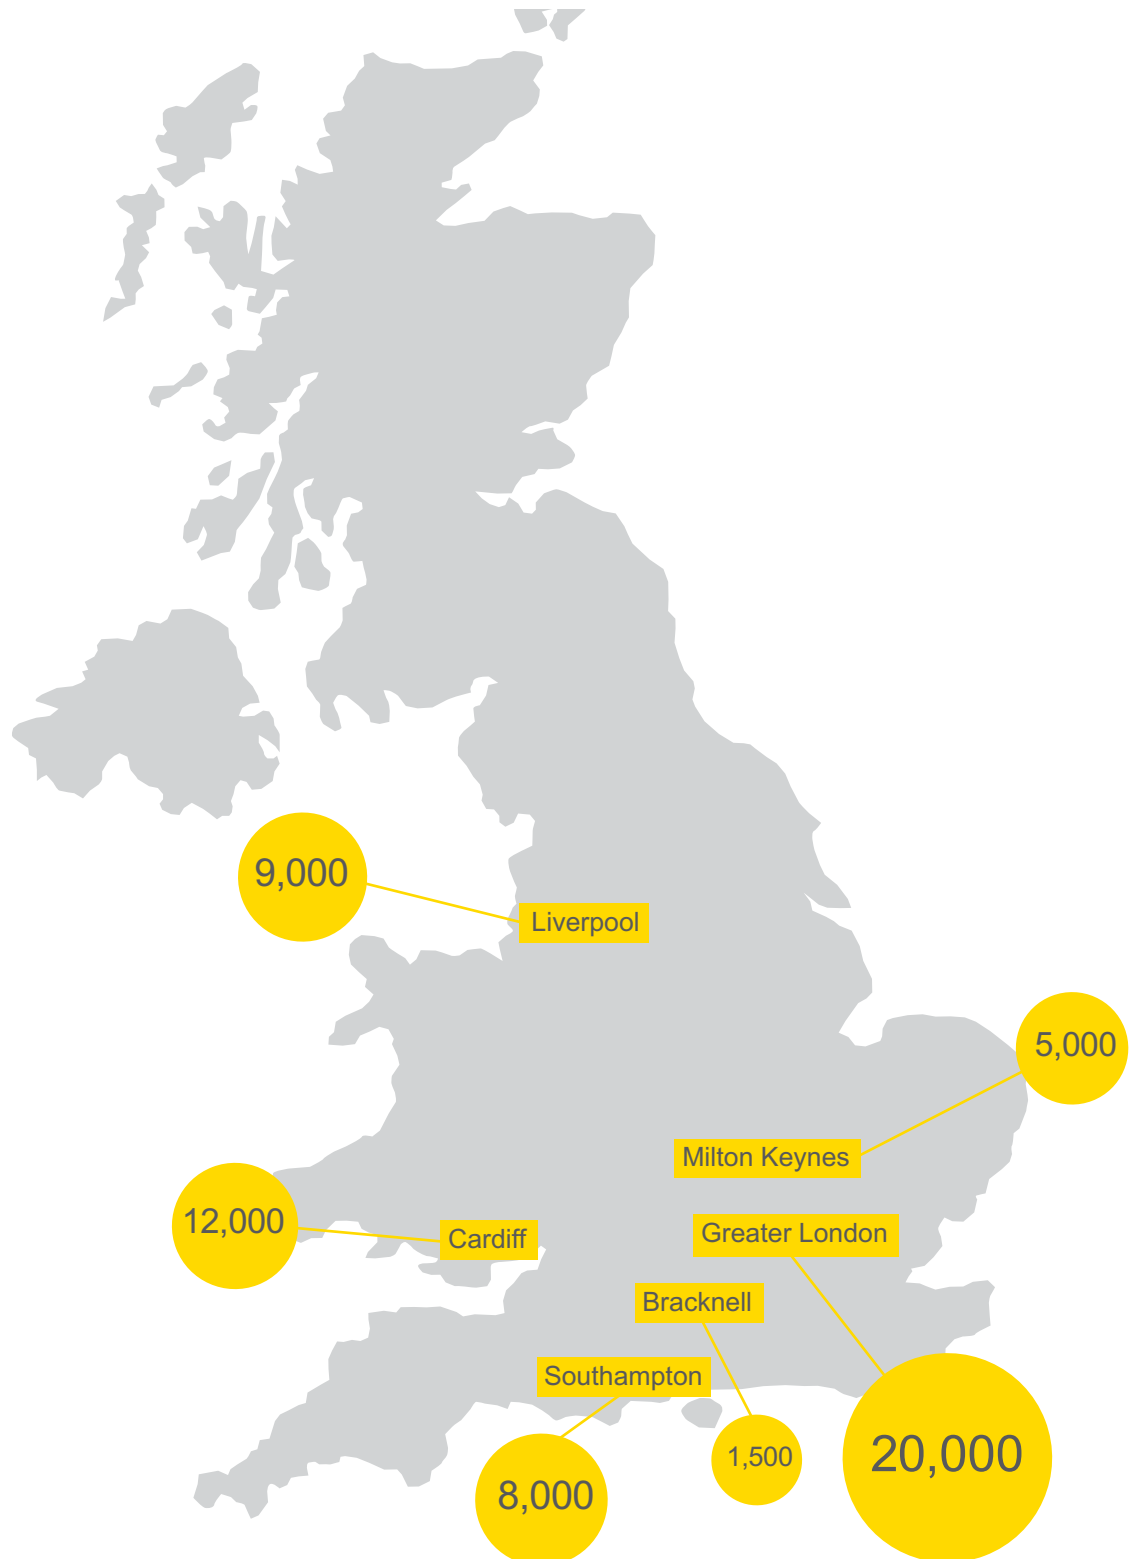 9,000
Liverpool
5,000
Milton Keynes
12,000
Cardiff
Greater London
Bracknell
Southampton
20,000
1,500
8,000